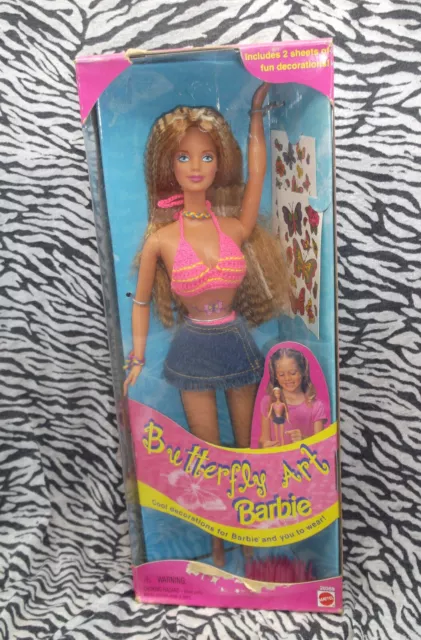 Includes 2 sheets of
fun decorations!
Butterfly Art
Barbie
Cool decorations for Barbie and you to wear!
WARNING:
MATTEL